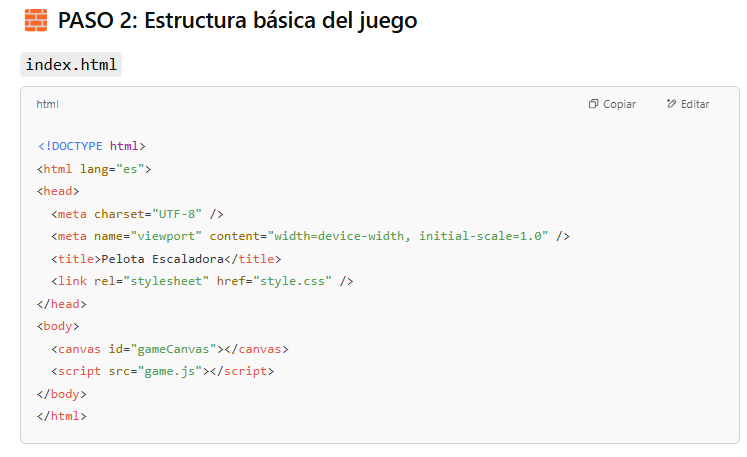 PASO 2: Estructura básica del juego
index.html
html Copiar Editar
<!DOCTYPE html>
<html lang="es">
<head>
  <meta charset="UTF-8" />
  <meta name="viewport" content="width=device-width, initial-scale=1.0" />
  <title>Pelota Escaladora</title>
  <link rel="stylesheet" href="style.css" />
</head>
<body>
  <canvas id="gameCanvas"></canvas>
  <script src="game.js"></script>
</body>
</html>